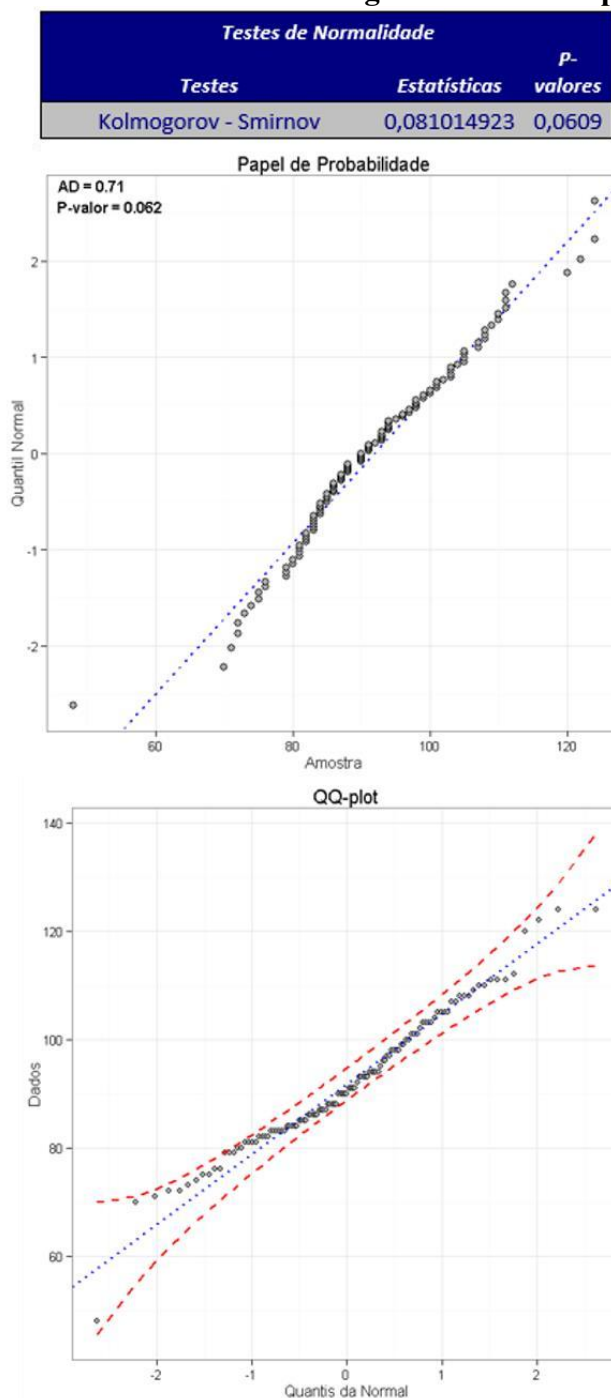 Testes de Normalidade
Testes Estatísticas P-valores
Kolmogorov - Smirnov 0,081014923 0,0609
Papel de Probabilidade
AD = 0.71
P-valor = 0.062
2
1
0
-1
-2
Quantil Normal
60 80 100 120
Amostra
QQ-plot
140
120
100
80
60
Dados
-2 -1 0 1 2
Quantis da Normal